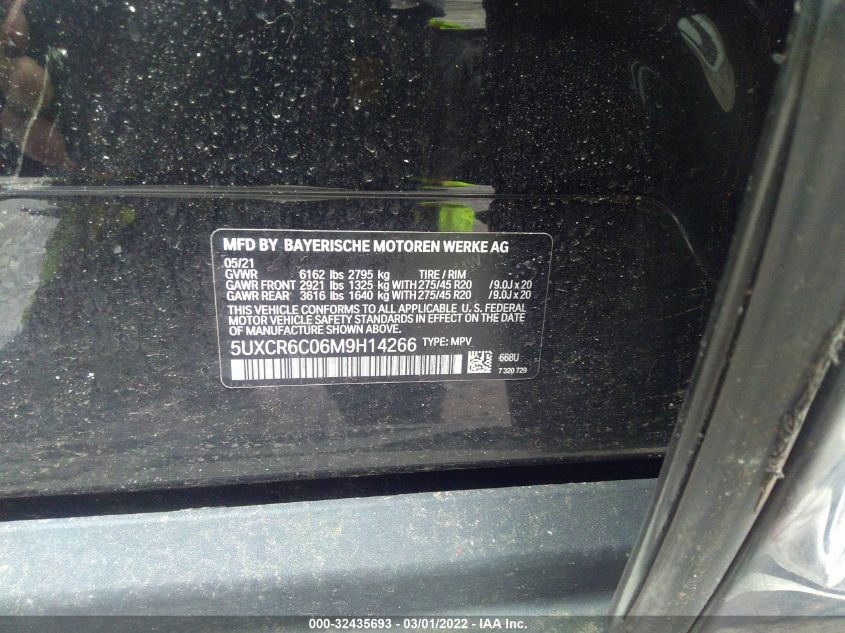 MFD BY BAYERISCHE MOTOREN WERKE AG
05/21
GVWR 6162 lbs 2795 kg TIRE / RIM
GAWR FRONT 2921 lbs 1325 kg WITH 275/45 R20 /9.0J x 20
GAWR REAR 3616 lbs 1640 kg WITH 275/45 R20 /9.0J x 20
THIS VEHICLE CONFORMS TO ALL APPLICABLE U. S. FEDERAL
MOTOR VEHICLE SAFETY STANDARDS IN EFFECT ON THE DATE OF
MANUFACTURE SHOWN ABOVE.
5UXCR6C06M9H14266 TYPE: MPV
668U
7 320 729
000-32435693 - 03/01/2022 - © IAA Inc.